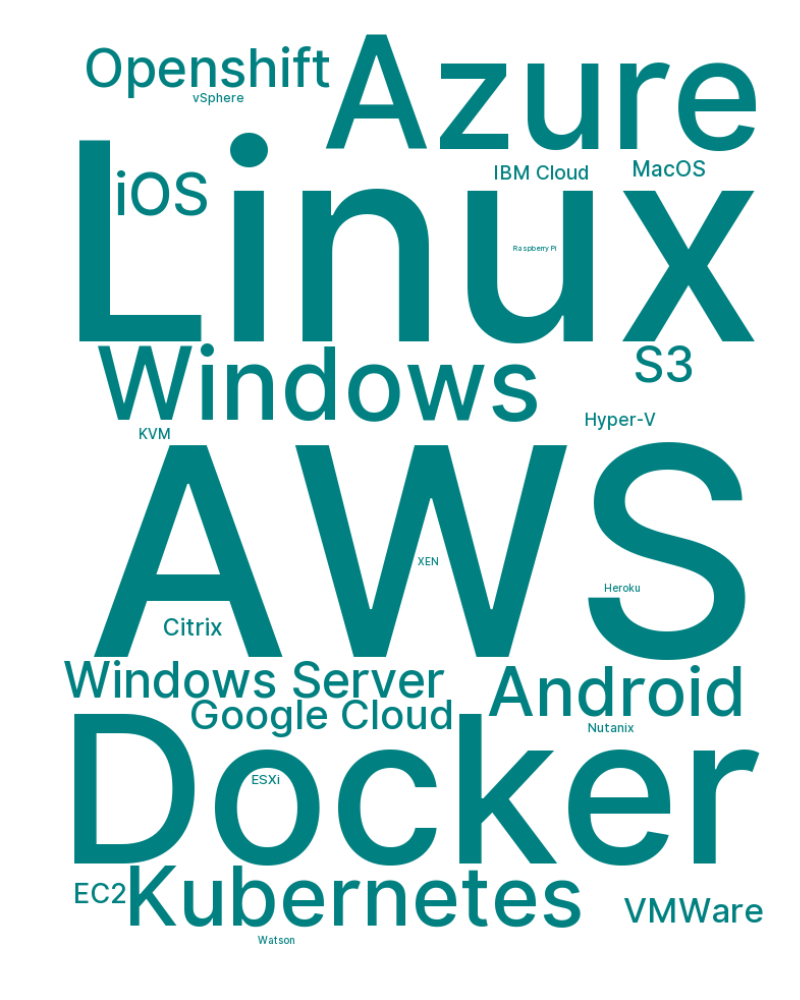 Openshift
Azure
vSphere
Linux
iOS
IBM Cloud
MacOS
Raspberry Pi
Windows
S3
Hyper-V
KVM
AWS
XEN
Heroku
Citrix
Windows Server
Android
Google Cloud
Nutanix
Docker
ESXi
EC2
Kubernetes
VMWare
Watson